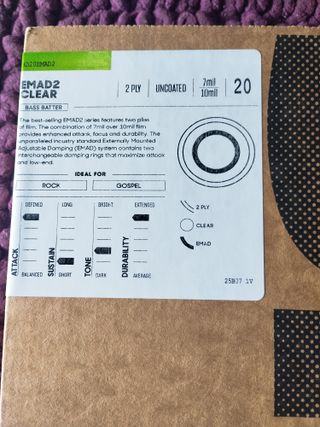 D20EMAD2
EMAD2
CLEAR
2 PLY
UNCOATED
7mil
10mil
20
BASS BATTER
The best-selling EMAD2 series features two plies
of film. The combination of 7mil over 10mil film
provides enhanced attack, focus and durability. The
unparalleled industry standard Externally Mounted
Adjustable Damping (EMAD) system contains two
interchangeable damping rings that maximize attack
and low-end.
IDEAL FOR
ROCK
GOSPEL
ATTACK
DEFINED
BALANCED
SUSTAIN
LONG
SHORT
TONE
BRIGHT
DARK
DURABILITY
EXTENDED
AVERAGE
2 PLY
CLEAR
EMAD